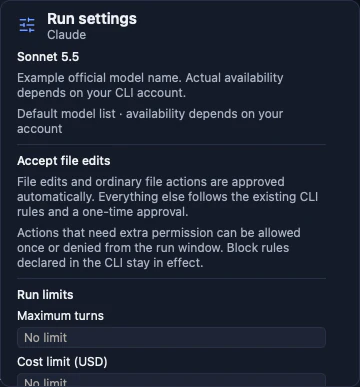 Run settings
Claude
Sonnet 5.5
Example official model name. Actual availability
depends on your CLI account.
Default model list · availability depends on your
account
Accept file edits
File edits and ordinary file actions are approved
automatically. Everything else follows the existing CLI
rules and a one-time approval.
Actions that need extra permission can be allowed
once or denied from the run window. Block rules
declared in the CLI stay in effect.
Run limits
Maximum turns
No limit
Cost limit (USD)
No limit